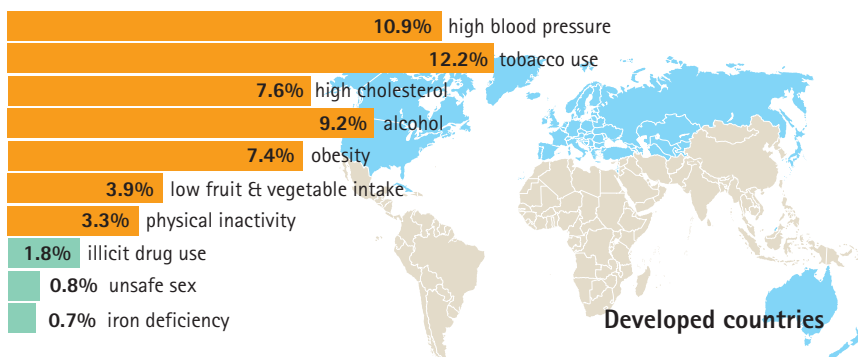 10.9% high blood pressure
12.2% tobacco use
7.6% high cholesterol
9.2% alcohol
7.4% obesity
3.9% low fruit & vegetable intake
3.3% physical inactivity
1.8% illicit drug use
0.8% unsafe sex
0.7% iron deficiency
Developed countries